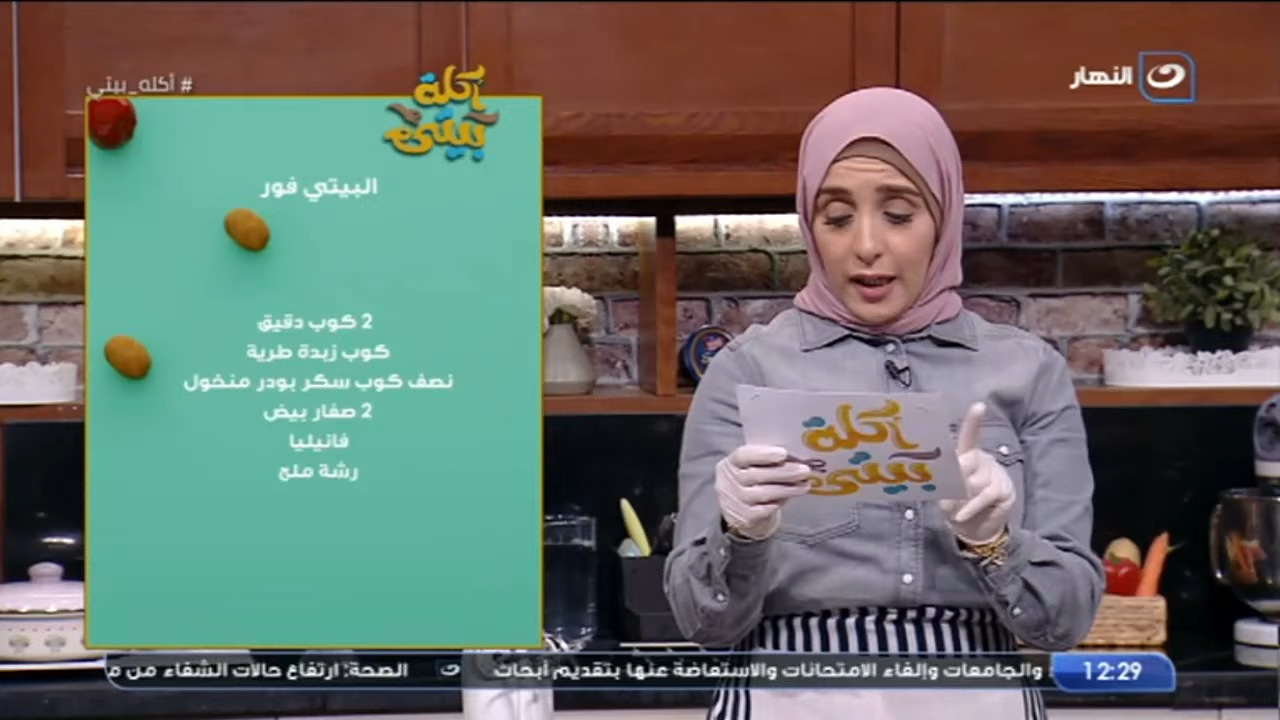 النهار
# أكله_بيتي
أكلة
بيتي
البيتي فور
2 كوب دقيق
كوب زبدة طرية
نصف كوب سكر بودر منخول
2 صفار بيض
فانيليا
رشة ملح
أكلة
بيتي
12:29
والجامعات وإلغاء الامتحانات والاستعاضة عنها بتقديم أبحاث
الصحة: ارتفاع حالات الشفاء من